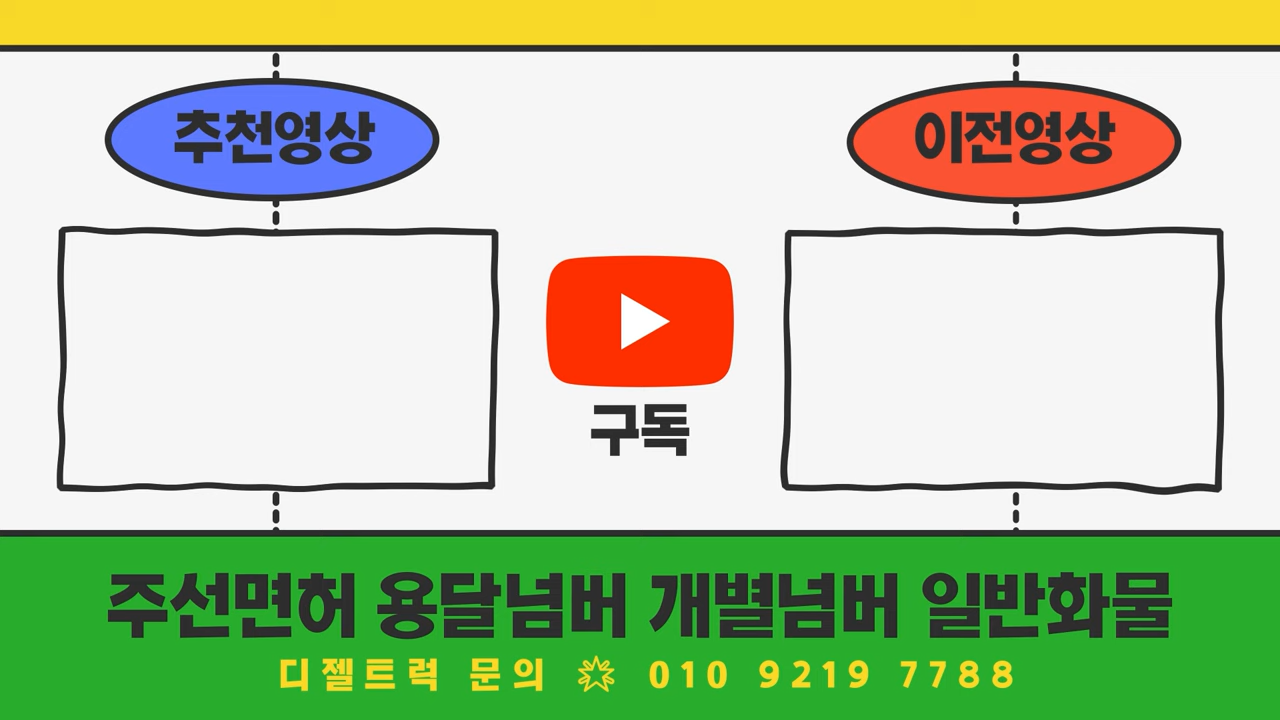 추천영상
이전영상
구독
주선면허 용달넘버 개별넘버 일반화물
디젤트럭 문의 010 9219 7788